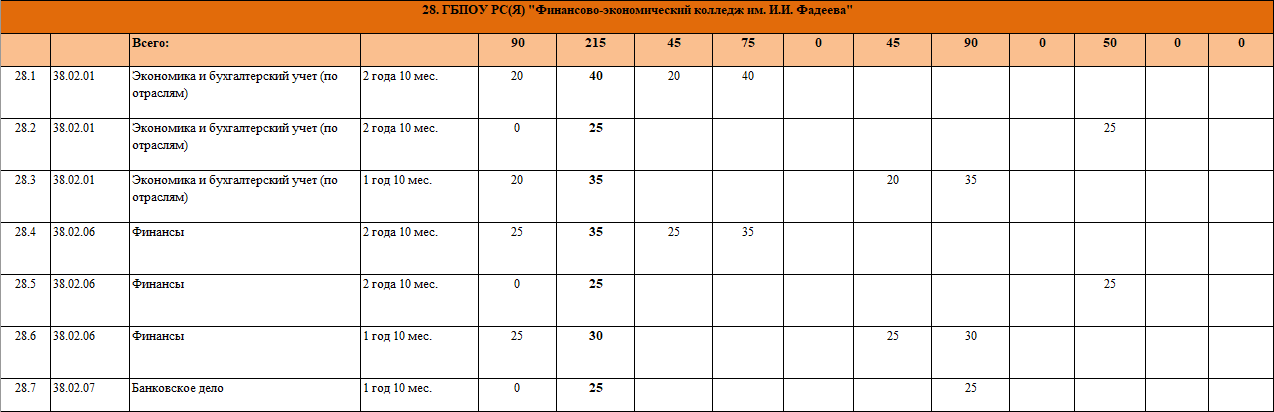 28. ГБПОУ РС(Я) "Финансово-экономический колледж им. И.И. Фадеева"
Всего: 90 215 45 75 0 45 90 0 50 0 0
28.1 38.02.01 Экономика и бухгалтерский учет (по 2 года 10 мес. 20 40 20 40
отраслям)
28.2 38.02.01 Экономика и бухгалтерский учет (по 2 года 10 мес. 0 25 25
отраслям)
28.3 38.02.01 Экономика и бухгалтерский учет (по 1 год 10 мес. 20 35 20 35
отраслям)
28.4 38.02.06 Финансы 2 года 10 мес. 25 35 25 35
28.5 38.02.06 Финансы 2 года 10 мес. 0 25 25
28.6 38.02.06 Финансы 1 год 10 мес. 25 30 25 30
28.7 38.02.07 Банковское дело 1 год 10 мес. 0 25 25